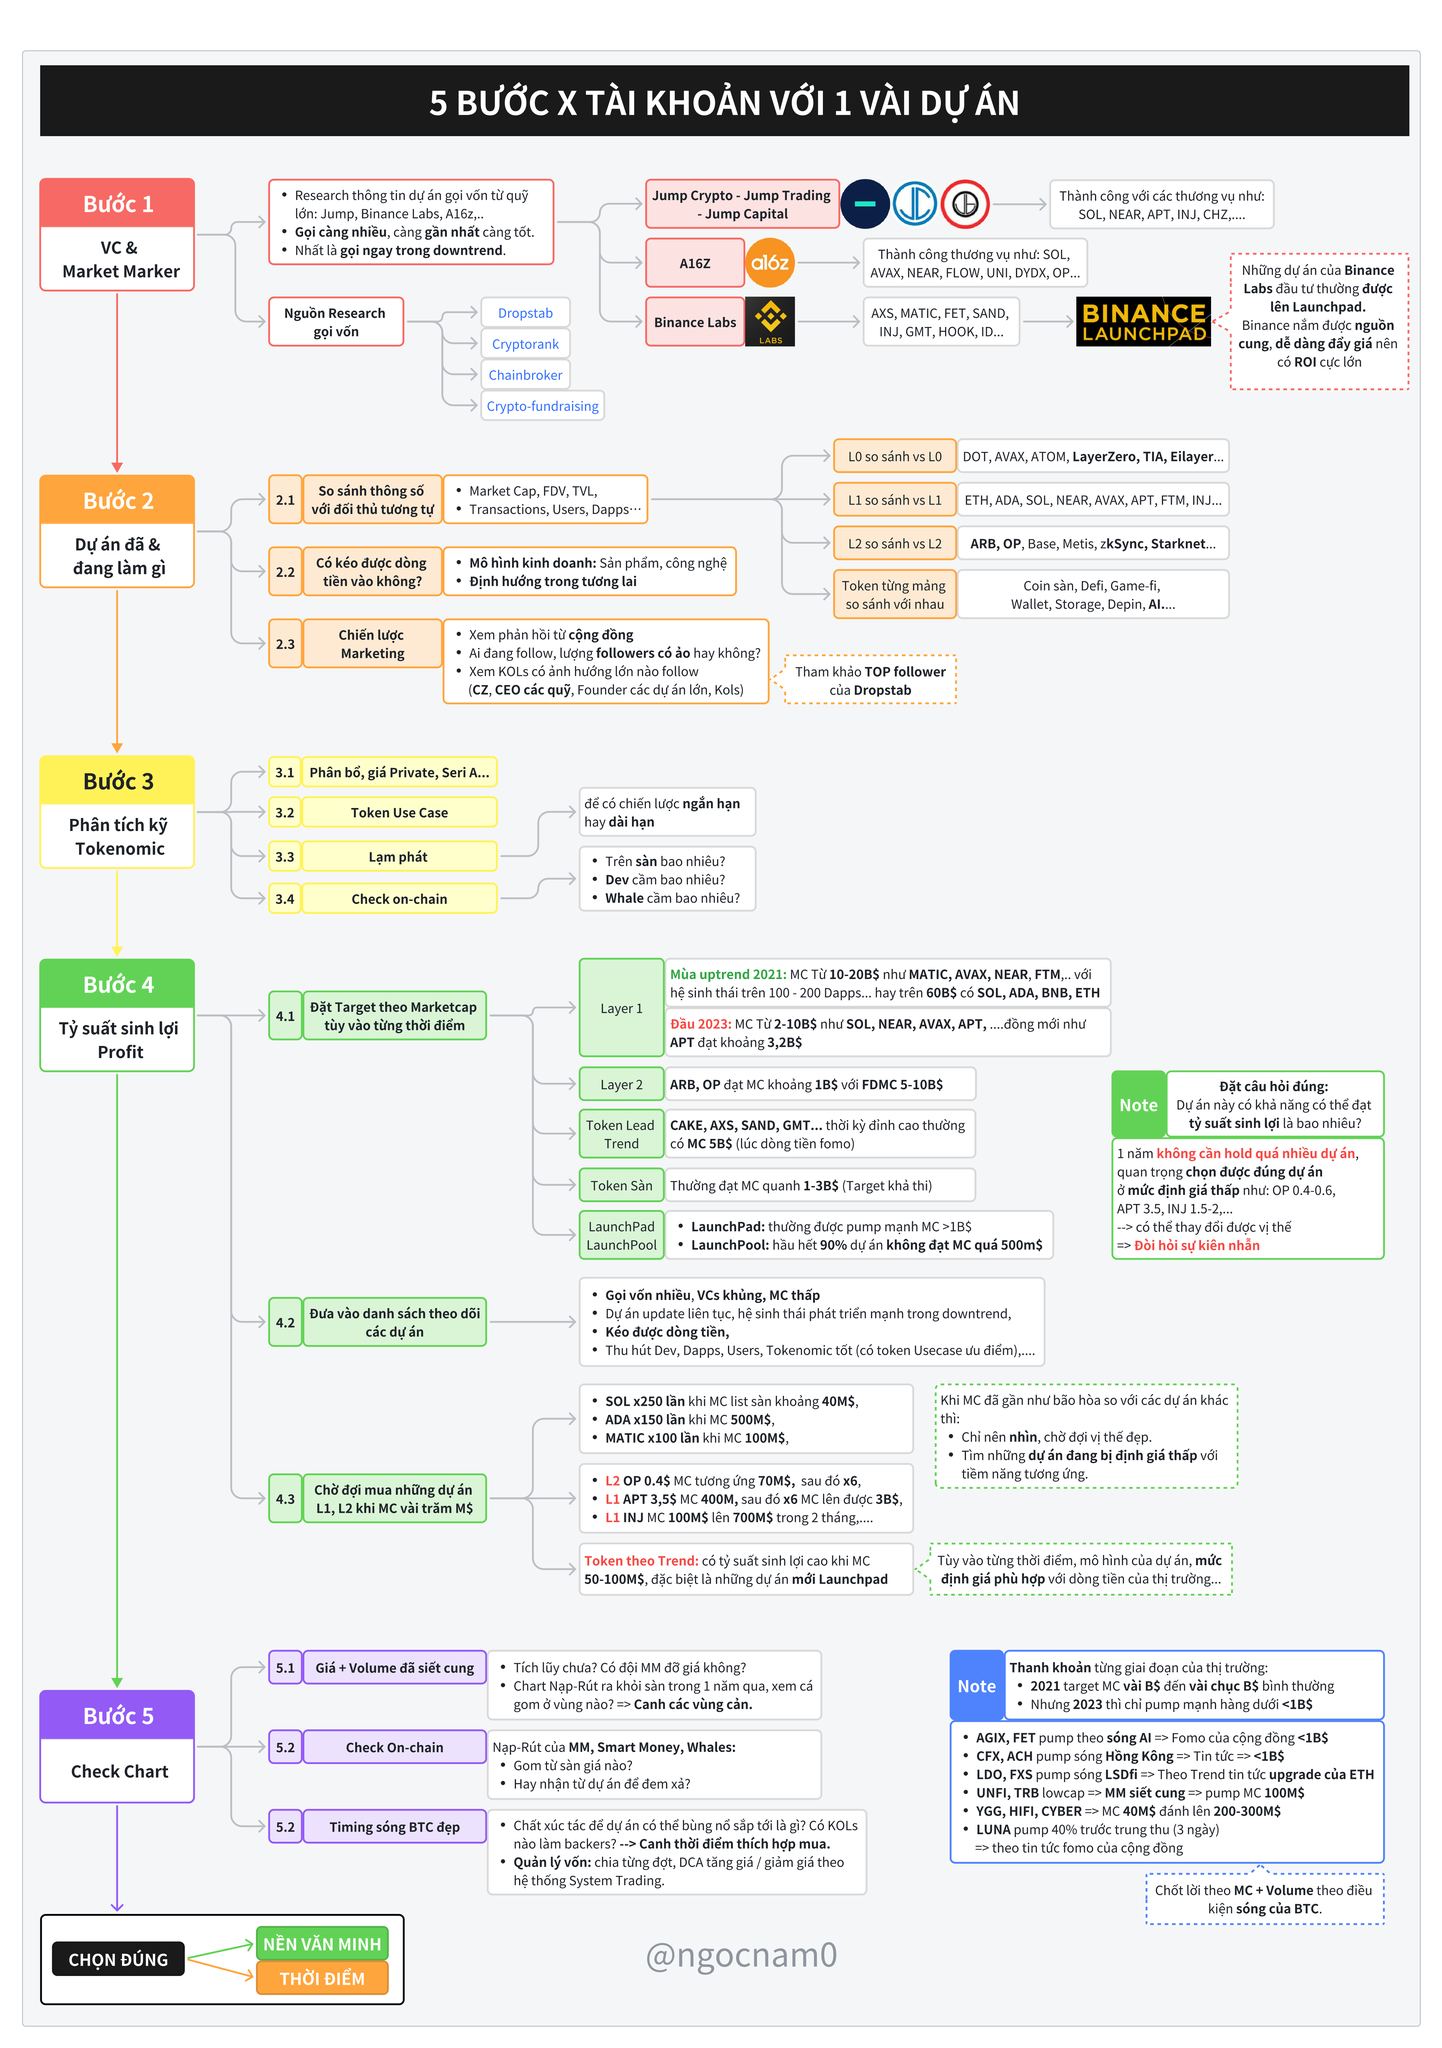 5 BƯỚC X TÀI KHOẢN VỚI 1 VÀI DỰ ÁN
Bước 1
VC &
Market Marker
• Research thông tin dự án gọi vốn từ quỹ
lớn: Jump, Binance Labs, A16z,..
• Gọi càng nhiều, càng gần nhất càng tốt.
• Nhất là gọi ngay trong downtrend.
Nguồn Research
gọi vốn
Dropstab
Cryptorank
Chainbroker
Crypto-fundraising
Jump Crypto - Jump Trading
- Jump Capital
Thành công với các thương vụ như:
SOL, NEAR, APT, INJ, CHZ,....
A16Z
a16z
Thành công thương vụ như: SOL,
AVAX, NEAR, FLOW, UNI, DYDX, OP...
Binance Labs
LABS
AXS, MATIC, FET, SAND,
INJ, GMT, HOOK, ID...
BINANCE
LAUNCHPAD
Những dự án của Binance
Labs đầu tư thường được
lên Launchpad.
Binance nắm được nguồn
cung, dễ dàng đẩy giá nên
có ROI cực lớn
Bước 2
Dự án đã &
đang làm gì
2.1
So sánh thông số
với đối thủ tương tự
• Market Cap, FDV, TVL,
• Transactions, Users, Dapps···
L0 so sánh vs L0
DOT, AVAX, ATOM, LayerZero, TIA, Eilayer...
L1 so sánh vs L1
ETH, ADA, SOL, NEAR, AVAX, APT, FTM, INJ...
L2 so sánh vs L2
ARB, OP, Base, Metis, zkSync, Starknet...
Token từng mảng
so sánh với nhau
Coin sàn, Defi, Game-fi,
Wallet, Storage, Depin, AI....
2.2
Có kéo được dòng
tiền vào không?
• Mô hình kinh doanh: Sản phẩm, công nghệ
• Định hướng trong tương lai
2.3
Chiến lược
Marketing
• Xem phản hồi từ cộng đồng
• Ai đang follow, lượng followers có ảo hay không?
• Xem KOLs có ảnh hướng lớn nào follow
(CZ, CEO các quỹ, Founder các dự án lớn, Kols)
Tham khảo TOP follower
của Dropstab
Bước 3
Phân tích kỹ
Tokenomic
3.1
Phân bổ, giá Private, Seri A...
3.2
Token Use Case
3.3
Lạm phát
3.4
Check on-chain
để có chiến lược ngắn hạn
hay dài hạn
• Trên sàn bao nhiêu?
• Dev cầm bao nhiêu?
• Whale cầm bao nhiêu?
Bước 4
Tỷ suất sinh lợi
Profit
4.1
Đặt Target theo Marketcap
tùy vào từng thời điểm
Layer 1
Mùa uptrend 2021: MC Từ 10-20B$ như MATIC, AVAX, NEAR, FTM,.. với
hệ sinh thái trên 100 - 200 Dapps... hay trên 60B$ có SOL, ADA, BNB, ETH
Đầu 2023: MC Từ 2-10B$ như SOL, NEAR, AVAX, APT, ....đồng mới như
APT đạt khoảng 3,2B$
Layer 2
ARB, OP đạt MC khoảng 1B$ với FDMC 5-10B$
Token Lead
Trend
CAKE, AXS, SAND, GMT... thời kỳ đỉnh cao thường
có MC 5B$ (lúc dòng tiền fomo)
Token Sàn
Thường đạt MC quanh 1-3B$ (Target khả thi)
LaunchPad
LaunchPool
• LaunchPad: thường được pump mạnh MC >1B$
• LaunchPool: hầu hết 90% dự án không đạt MC quá 500m$
Note
Đặt câu hỏi đúng:
Dự án này có khả năng có thể đạt
tỷ suất sinh lợi là bao nhiêu?
1 năm không cần hold quá nhiều dự án,
quan trọng chọn được đúng dự án
ở mức định giá thấp như: OP 0.4-0.6,
APT 3.5, INJ 1.5-2,...
--> có thể thay đổi được vị thế
=> Đòi hỏi sự kiên nhẫn
4.2
Đưa vào danh sách theo dõi
các dự án
• Gọi vốn nhiều, VCs khủng, MC thấp
• Dự án update liên tục, hệ sinh thái phát triển mạnh trong downtrend,
• Kéo được dòng tiền,
• Thu hút Dev, Dapps, Users, Tokenomic tốt (có token Usecase ưu điểm),....
4.3
Chờ đợi mua những dự án
L1, L2 khi MC vài trăm M$
• SOL x250 lần khi MC list sàn khoảng 40M$,
• ADA x150 lần khi MC 500M$,
• MATIC x100 lần khi MC 100M$,
Khi MC đã gần như bão hòa so với các dự án khác
thì:
• Chỉ nên nhìn, chờ đợi vị thế đẹp.
• Tìm những dự án đang bị định giá thấp với
tiềm năng tương ứng.
• L2 OP 0.4$ MC tương ứng 70M$, sau đó x6,
• L1 APT 3,5$ MC 400M, sau đó x6 MC lên được 3B$,
• L1 INJ MC 100M$ lên 700M$ trong 2 tháng,....
Token theo Trend: có tỷ suất sinh lợi cao khi MC
50-100M$, đặc biệt là những dự án mới Launchpad
Tùy vào từng thời điểm, mô hình của dự án, mức
định giá phù hợp với dòng tiền của thị trường...
Bước 5
Check Chart
5.1
Giá + Volume đã siết cung
• Tích lũy chưa? Có đội MM đỡ giá không?
• Chart Nạp-Rút ra khỏi sàn trong 1 năm qua, xem cá
gom ở vùng nào? => Canh các vùng cản.
5.2
Check On-chain
Nạp-Rút của MM, Smart Money, Whales:
• Gom từ sàn giá nào?
• Hay nhận từ dự án để đem xả?
5.2
Timing sóng BTC đẹp
• Chất xúc tác để dự án có thể bùng nổ sắp tới là gì? Có KOLs
nào làm backers? --> Canh thời điểm thích hợp mua.
• Quản lý vốn: chia từng đợt, DCA tăng giá / giảm giá theo
hệ thống System Trading.
Note
Thanh khoản từng giai đoạn của thị trường:
• 2021 target MC vài B$ đến vài chục B$ bình thường
• Nhưng 2023 thì chỉ pump mạnh hàng dưới <1B$
• AGIX, FET pump theo sóng AI => Fomo của cộng đồng <1B$
• CFX, ACH pump sóng Hồng Kông => Tin tức => <1B$
• LDO, FXS pump sóng LSDfi => Theo Trend tin tức upgrade của ETH
• UNFI, TRB lowcap => MM siết cung => pump MC 100M$
• YGG, HIFI, CYBER => MC 40M$ đánh lên 200-300M$
• LUNA pump 40% trước trung thu (3 ngày)
=> theo tin tức fomo của cộng đồng
Chốt lời theo MC + Volume theo điều
kiện sóng của BTC.
CHỌN ĐÚNG
NỀN VĂN MINH
THỜI ĐIỂM
@ngocnam0